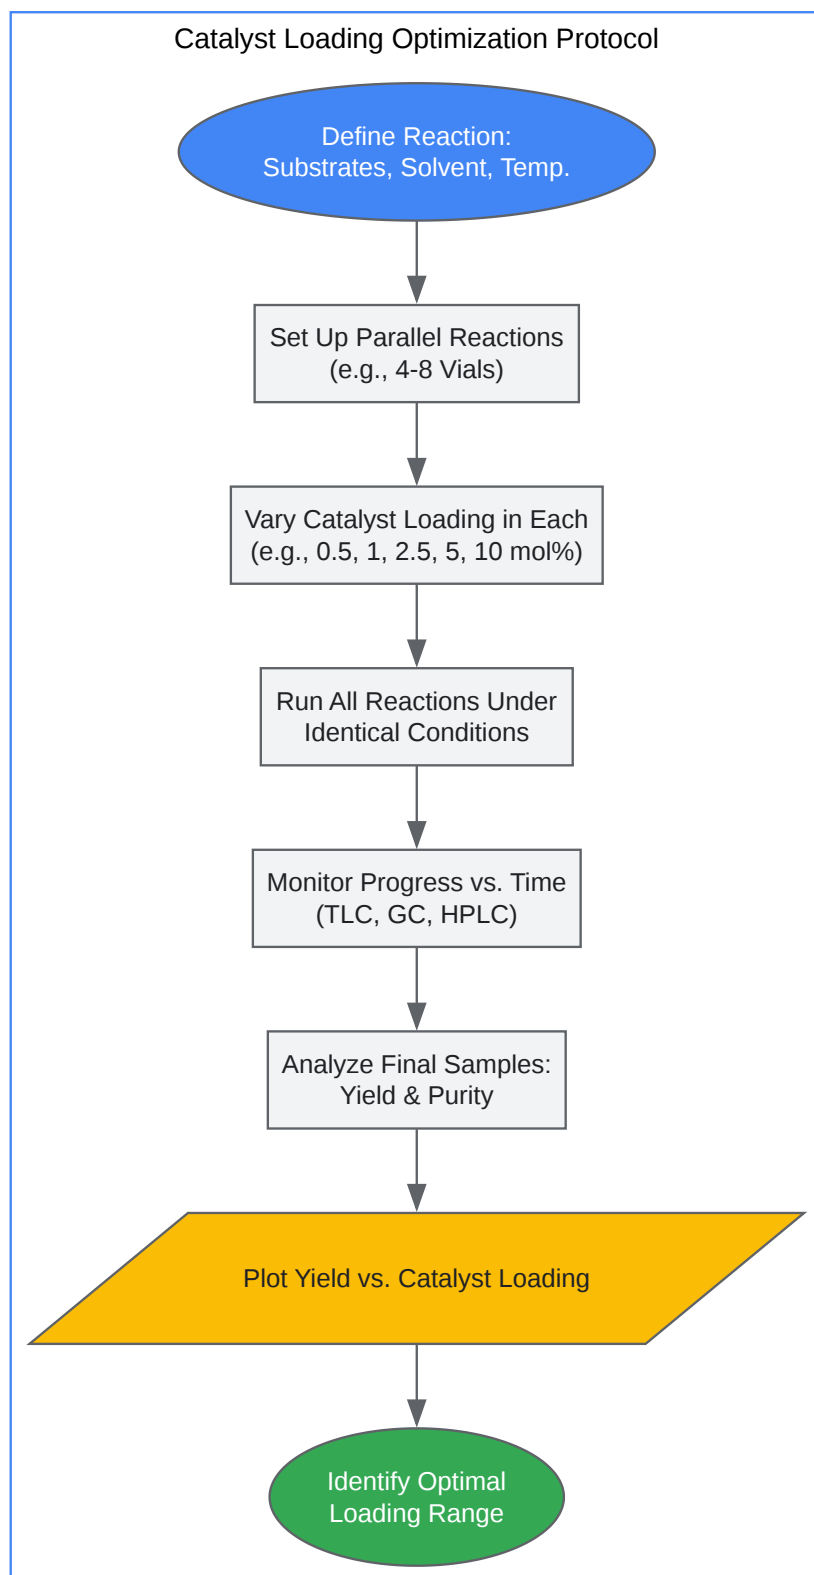 Catalyst Loading Optimization Protocol
Define Reaction:
Substrates, Solvent, Temp.
Set Up Parallel Reactions
(e.g., 4-8 Vials)
Vary Catalyst Loading in Each
(e.g., 0.5, 1, 2.5, 5, 10 mol%)
Run All Reactions Under
Identical Conditions
Monitor Progress vs. Time
(TLC, GC, HPLC)
Analyze Final Samples:
Yield & Purity
Plot Yield vs. Catalyst Loading
Identify Optimal
Loading Range